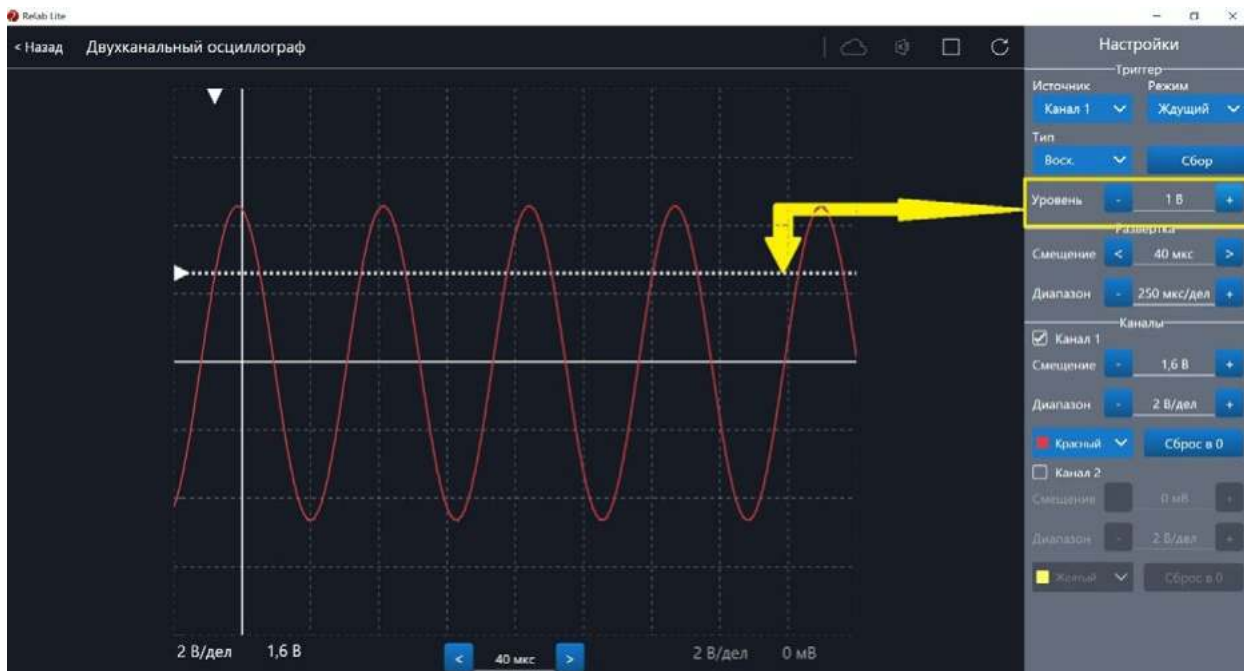 Relab Lite
< Назад Двухканальный осциллограф
Настройки
Триггер
Источник Режим
Канал 1 Ждущий
Тип
Восх. Сбор
Уровень - 1 В +
Развертка
Смещение < 40 мкс >
Диапазон - 250 мкс/дел +
Каналы
Канал 1
Смещение - 1,6 В +
Диапазон - 2 В/дел +
Красный Сброс в 0
Канал 2
Смещение - 0 мВ +
Диапазон - 2 В/дел +
Желтый Сброс в 0
2 В/дел 1,6 В < 40 мкс > 2 В/дел 0 мВ